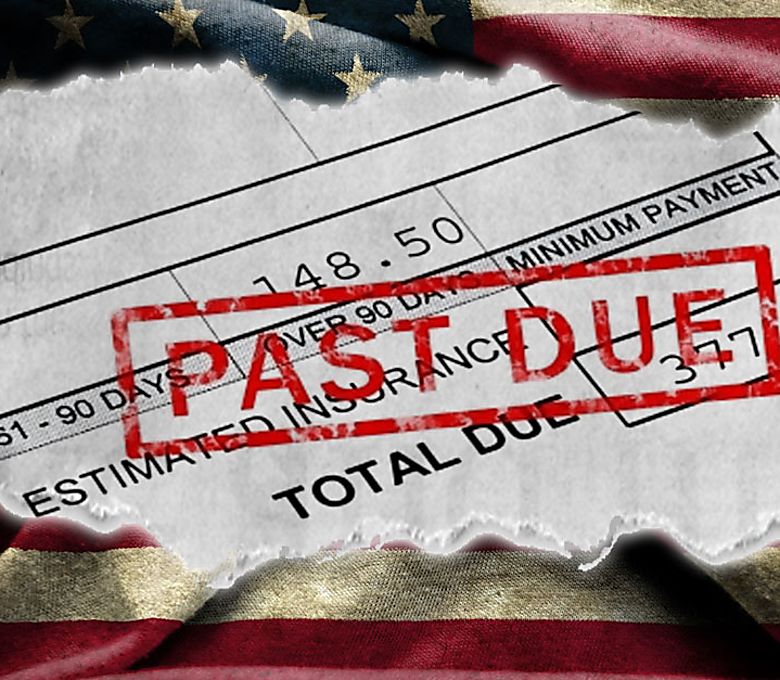 148.50
MINIMUM PAYMENT
OVER 90 DAYS
61 - 90 DAYS
PAST DUE
ESTIMATED INSURANCE
377
TOTAL DUE